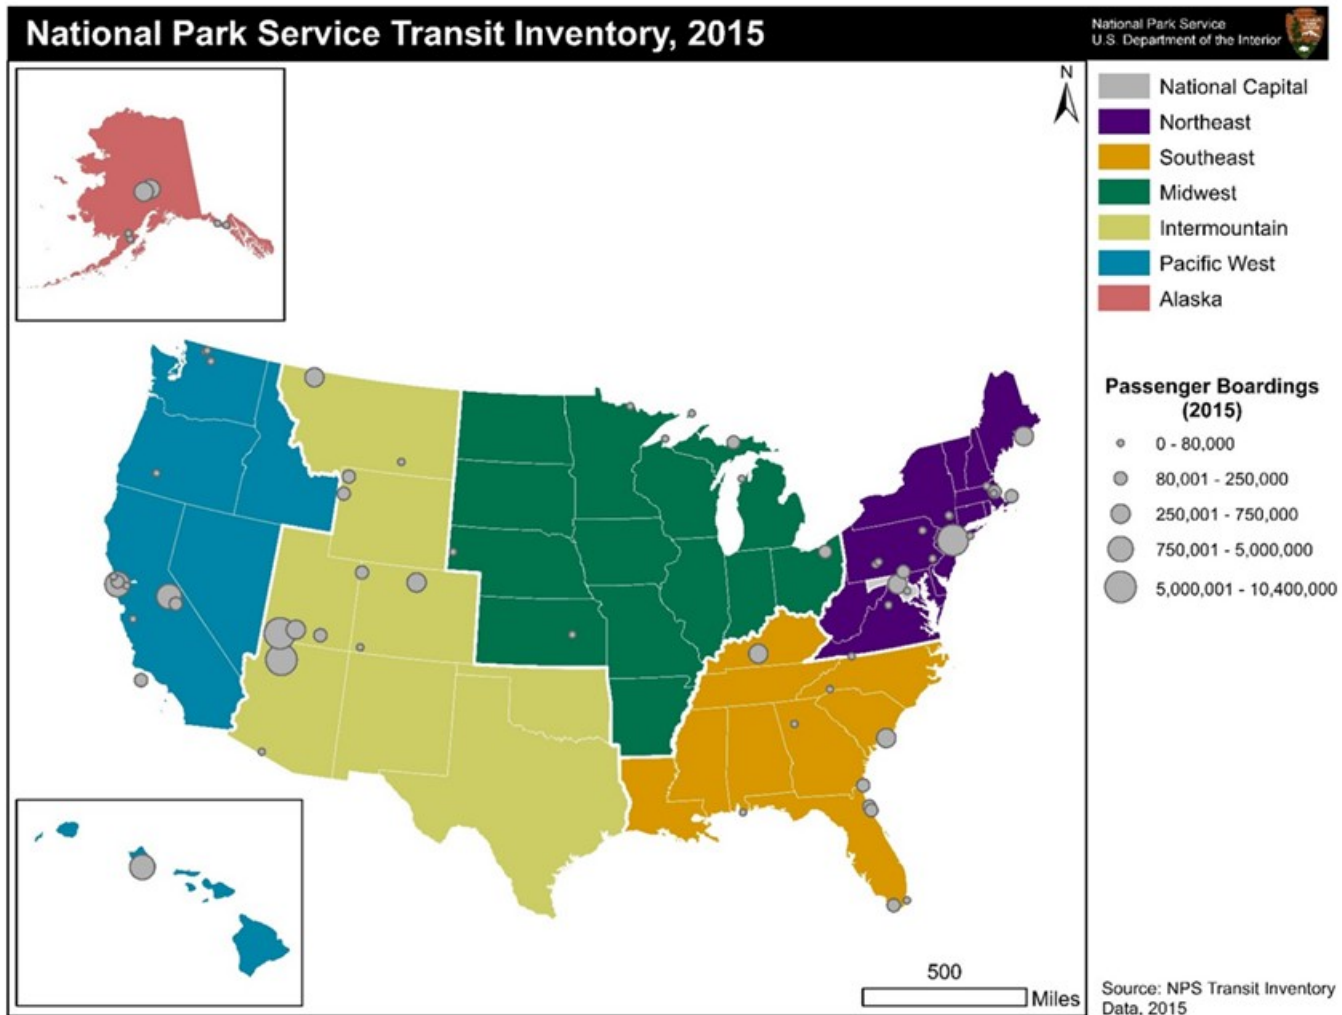 National Park Service Transit Inventory, 2015
National Park Service
U.S. Department of the Interior
N
National Capital
Northeast
Southeast
Midwest
Intermountain
Pacific West
Alaska
Passenger Boardings
(2015)
0 - 80,000
80,001 - 250,000
250,001 - 750,000
750,001 - 5,000,000
5,000,001 - 10,400,000
500
Miles
Source: NPS Transit Inventory
Data, 2015